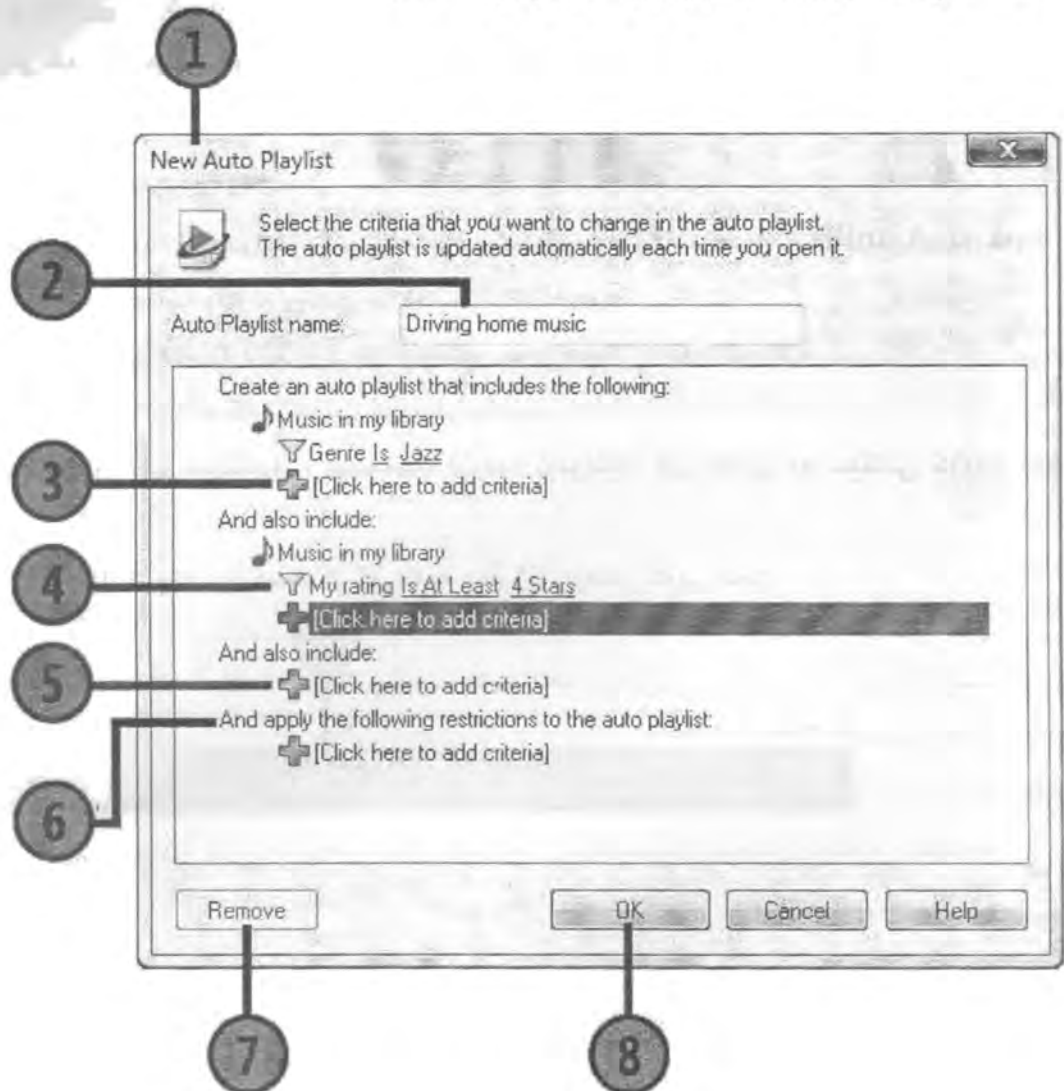 1
New Auto Playlist
Select the criteria that you want to change in the auto playlist.
The auto playlist is updated automatically each time you open it.
2
Auto Playlist name:
Driving home music
Create an auto playlist that includes the following:
Music in my library
Genre Is Jazz
3
[Click here to add criteria]
And also include:
Music in my library
4
My rating Is At Least 4 Stars
[Click here to add criteria]
And also include:
5
[Click here to add criteria]
And apply the following restrictions to the auto playlist:
6
[Click here to add criteria]
Remove
OK
Cancel
Help
7
8